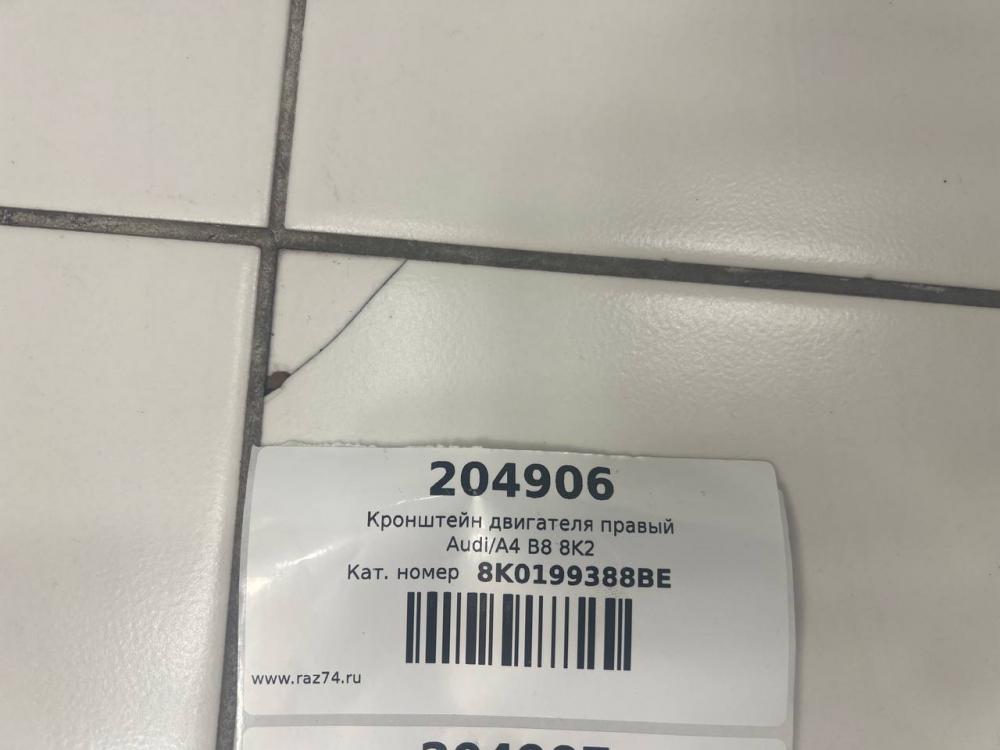 204906
Кронштейн двигателя правый
Audi/A4 B8 8K2
Кат. номер 8K0199388BE
www.raz74.ru